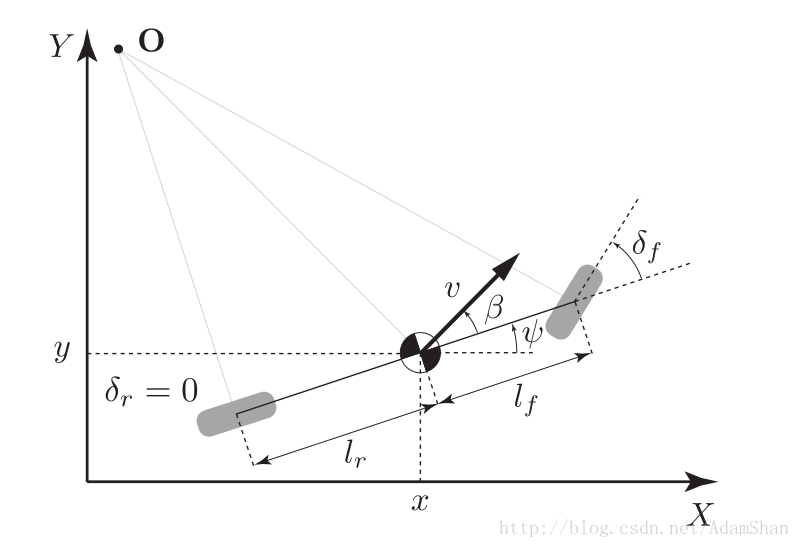 Y
O
δ_f
v
β
ψ
y
δ_r = 0
l_f
l_r
x
X
http://blog.csdn.net/AdamShan